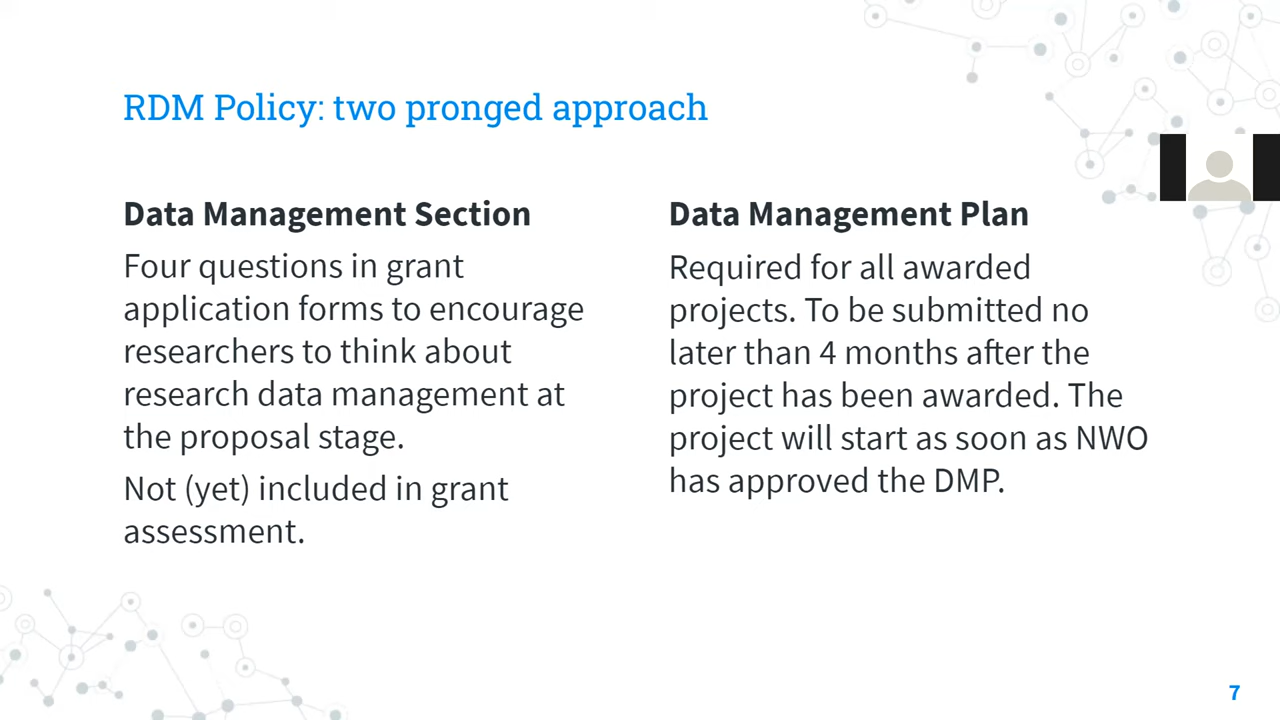 RDM Policy: two pronged approach
Data Management Section
Four questions in grant
application forms to encourage
researchers to think about
research data management at
the proposal stage.
Not (yet) included in grant
assessment.
Data Management Plan
Required for all awarded
projects. To be submitted no
later than 4 months after the
project has been awarded. The
project will start as soon as NWO
has approved the DMP.
7